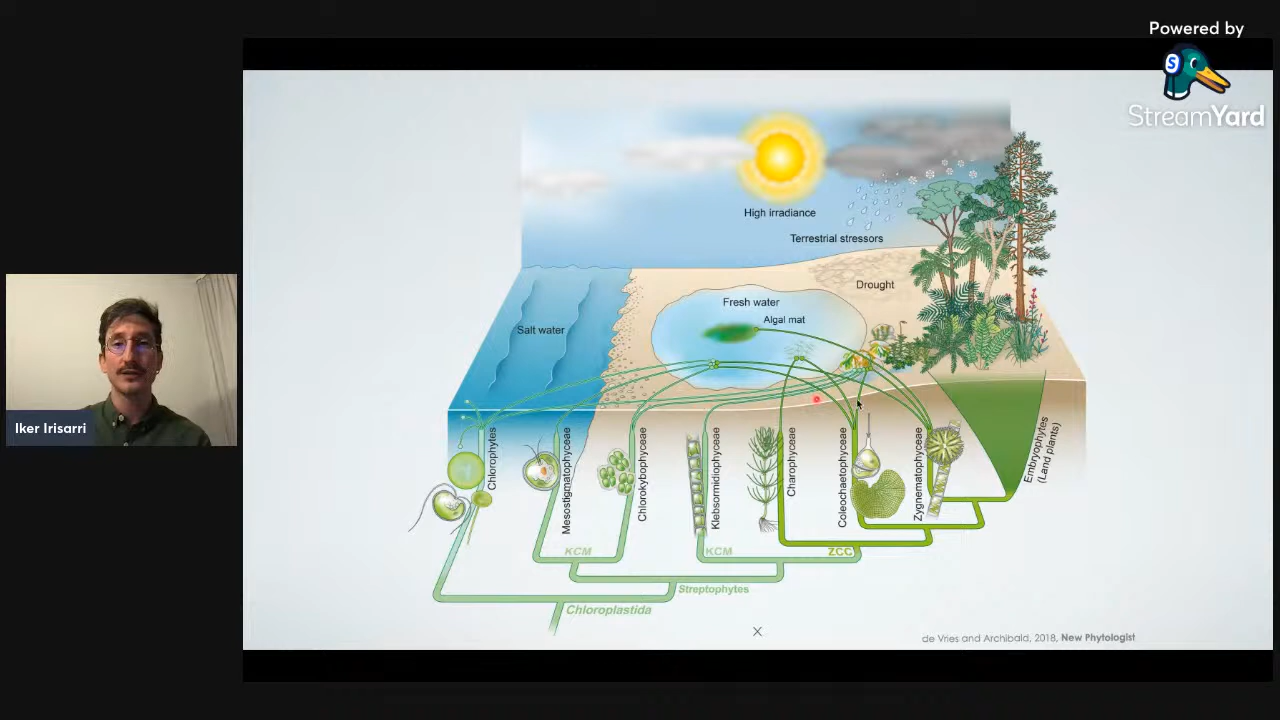 Powered by
StreamYard
High irradiance
Terrestrial stressors
Drought
Fresh water
Algal mat
Salt water
Iker Irisarri
Chlorophytes
Mesostigmatophyceae
Chlorokybophyceae
Klebsormidiophyceae
Charophyceae
Coleochaetophyceae
Zygnematophyceae
Embryophytes
(Land plants)
KCM
KCM
ZCC
Streptophytes
Chloroplastida
de Vries and Archibald, 2018, New Phytologist